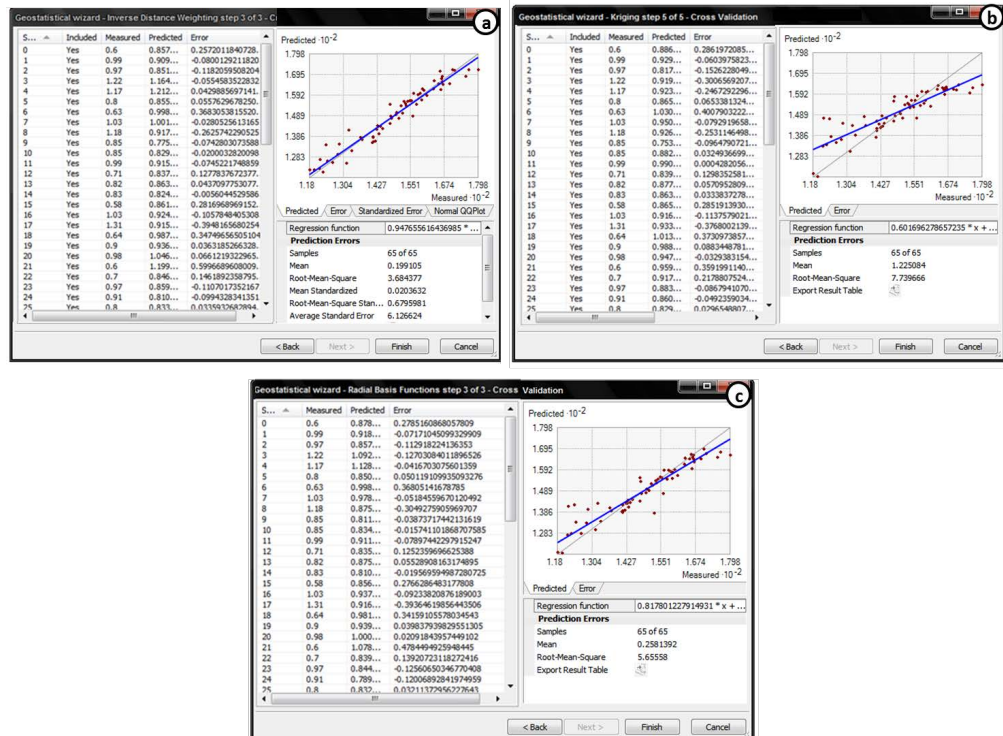 Geostatistical wizard - Inverse Distance Weighting step 3 of 3 - C
a
S... Included Measured Predicted Error
0 Yes 0.6 0.857... 0.2572011840728.
1 Yes 0.99 0.909... -0.0800129211820
2 Yes 0.97 0.851... -0.1182059508204
3 Yes 1.22 1.164... -0.0554583522832
4 Yes 1.17 1.212... 0.0429885697141.
5 Yes 0.8 0.855... 0.0557629678250.
6 Yes 0.63 0.998... 0.3683053815520.
7 Yes 1.03 1.001... -0.0280525613165
8 Yes 1.18 0.917... -0.2625742290525
9 Yes 0.85 0.775... -0.0742803073588
10 Yes 0.85 0.829... -0.0200032820098
11 Yes 0.99 0.915... -0.0745221748859
12 Yes 0.71 0.837... 0.1277837672377.
13 Yes 0.82 0.863... 0.0437097753077.
14 Yes 0.83 0.824... -0.0056044529586
15 Yes 0.58 0.861... 0.2816968969152.
16 Yes 1.03 0.924... -0.1057848405308
17 Yes 1.31 0.915... -0.3948165680254
18 Yes 0.64 0.987... 0.3474965650510​4
19 Yes 0.9 0.936... 0.0363185266328.
20 Yes 0.98 1.046... 0.0661219322965.
21 Yes 0.6 1.199... 0.5996689608009.
22 Yes 0.7 0.846... 0.1461892358795.
23 Yes 0.97 0.859... -0.1107017352167
24 Yes 0.91 0.810... -0.0994328341351
25 Yes 0.8 0.833... 0.0335932682894.
Predicted ·10⁻²
1.798
1.695
1.592
1.489
1.386
1.283
1.18 1.304 1.427 1.551 1.674 1.798
Measured ·10⁻²
Predicted Error Standardized Error Normal QQPlot
Regression function 0.947655616436985 * ...
Prediction Errors
Samples 65 of 65
Mean 0.199105
Root-Mean-Square 3.684377
Mean Standardized 0.0203632
Root-Mean-Square Stan... 0.6795981
Average Standard Error 6.126624
< Back Next > Finish Cancel
Geostatistical wizard - Kriging step 5 of 5 - Cross Validation
b
S... Included Measured Predicted Error
0 Yes 0.6 0.886... 0.2861972085...
1 Yes 0.99 0.929... -0.0603975823...
2 Yes 0.97 0.817... -0.1526228049...
3 Yes 1.22 0.919... -0.3006569207...
4 Yes 1.17 0.923... -0.2467292296...
5 Yes 0.8 0.865... 0.0653381324...
6 Yes 0.63 1.030... 0.4007903222...
7 Yes 1.03 0.950... -0.0792919658...
8 Yes 1.18 0.926... -0.2531146498...
9 Yes 0.85 0.753... -0.0964790721...
10 Yes 0.85 0.882... 0.0324936699...
11 Yes 0.99 0.990... 0.0004282056...
12 Yes 0.71 0.839... 0.1298352581...
13 Yes 0.82 0.877... 0.0570952809...
14 Yes 0.83 0.863... 0.0333837278...
15 Yes 0.58 0.865... 0.2851913930...
16 Yes 1.03 0.916... -0.1137579021...
17 Yes 1.31 0.933... -0.3768002139...
18 Yes 0.64 1.013... 0.3730973857...
19 Yes 0.9 0.988... 0.0883448781...
20 Yes 0.98 0.947... -0.0329383154...
21 Yes 0.6 0.959... 0.3591991140...
22 Yes 0.7 0.917... 0.2178807524...
23 Yes 0.97 0.883... -0.0867941070...
24 Yes 0.91 0.860... -0.0492359034...
25 Yes 0.8 0.829... 0.0296548807...
Predicted ·10⁻²
1.798
1.695
1.592
1.489
1.386
1.283
1.18 1.304 1.427 1.551 1.674 1.798
Measured ·10⁻²
Predicted Error
Regression function 0.601696278657235 * x + ...
Prediction Errors
Samples 65 of 65
Mean 1.225084
Root-Mean-Square 7.739666
Export Result Table
< Back Next > Finish Cancel
Geostatistical wizard - Radial Basis Functions step 3 of 3 - Cross Validation
c
S... Measured Predicted Error
0 0.6 0.878... 0.2785160868057809
1 0.99 0.918... -0.07171045099329909
2 0.97 0.857... -0.112918224136353
3 1.22 1.092... -0.12703084011896526
4 1.17 1.128... -0.0416703075601359
5 0.8 0.850... 0.050119109935093276
6 0.63 0.998... 0.36805141678785
7 1.03 0.978... -0.05184559670120492
8 1.18 0.875... -0.3049275905969707
9 0.85 0.811... -0.03873717442131619
10 0.85 0.834... -0.015741101868707585
11 0.99 0.911... -0.07897442297915247
12 0.71 0.835... 0.1252359696625388
13 0.82 0.875... 0.05528908163174895
14 0.83 0.810... -0.019569594987280725
15 0.58 0.856... 0.2766286483177808
16 1.03 0.937... -0.09233820876189003
17 1.31 0.916... -0.39364619856443506
18 0.64 0.981... 0.34159105578034543
19 0.9 0.939... 0.039837939829551305
20 0.98 1.000... 0.02091843957449102
21 0.6 1.078... 0.4784494925948445
22 0.7 0.839... 0.13920723118272416
23 0.97 0.844... -0.12560650346770408
24 0.91 0.789... -0.12006892841974959
25 0.8 0.832... 0.03211372956227643
Predicted ·10⁻²
1.798
1.695
1.592
1.489
1.386
1.283
1.18 1.304 1.427 1.551 1.674 1.798
Measured ·10⁻²
Predicted Error
Regression function 0.817801227914931 * x + ...
Prediction Errors
Samples 65 of 65
Mean 0.2581392
Root-Mean-Square 5.65558
Export Result Table
< Back Next > Finish Cancel